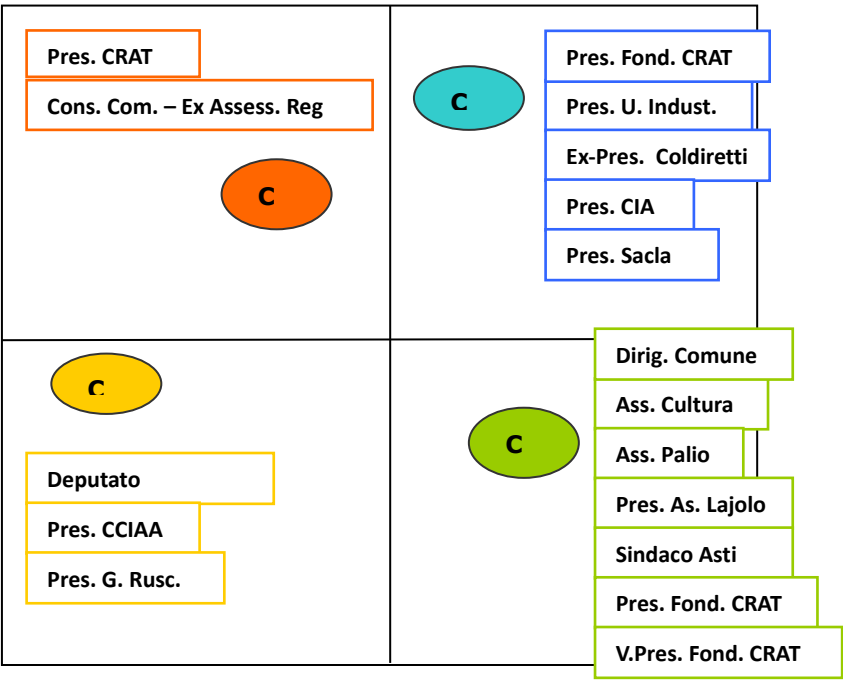 Pres. CRAT
Cons. Com. – Ex Assess. Reg
C
C
Pres. Fond. CRAT
Pres. U. Indust.
Ex-Pres. Coldiretti
Pres. CIA
Pres. Sacla
C
Deputato
Pres. CCIAA
Pres. G. Rusc.
C
Dirig. Comune
Ass. Cultura
Ass. Palio
Pres. As. Lajolo
Sindaco Asti
Pres. Fond. CRAT
V.Pres. Fond. CRAT